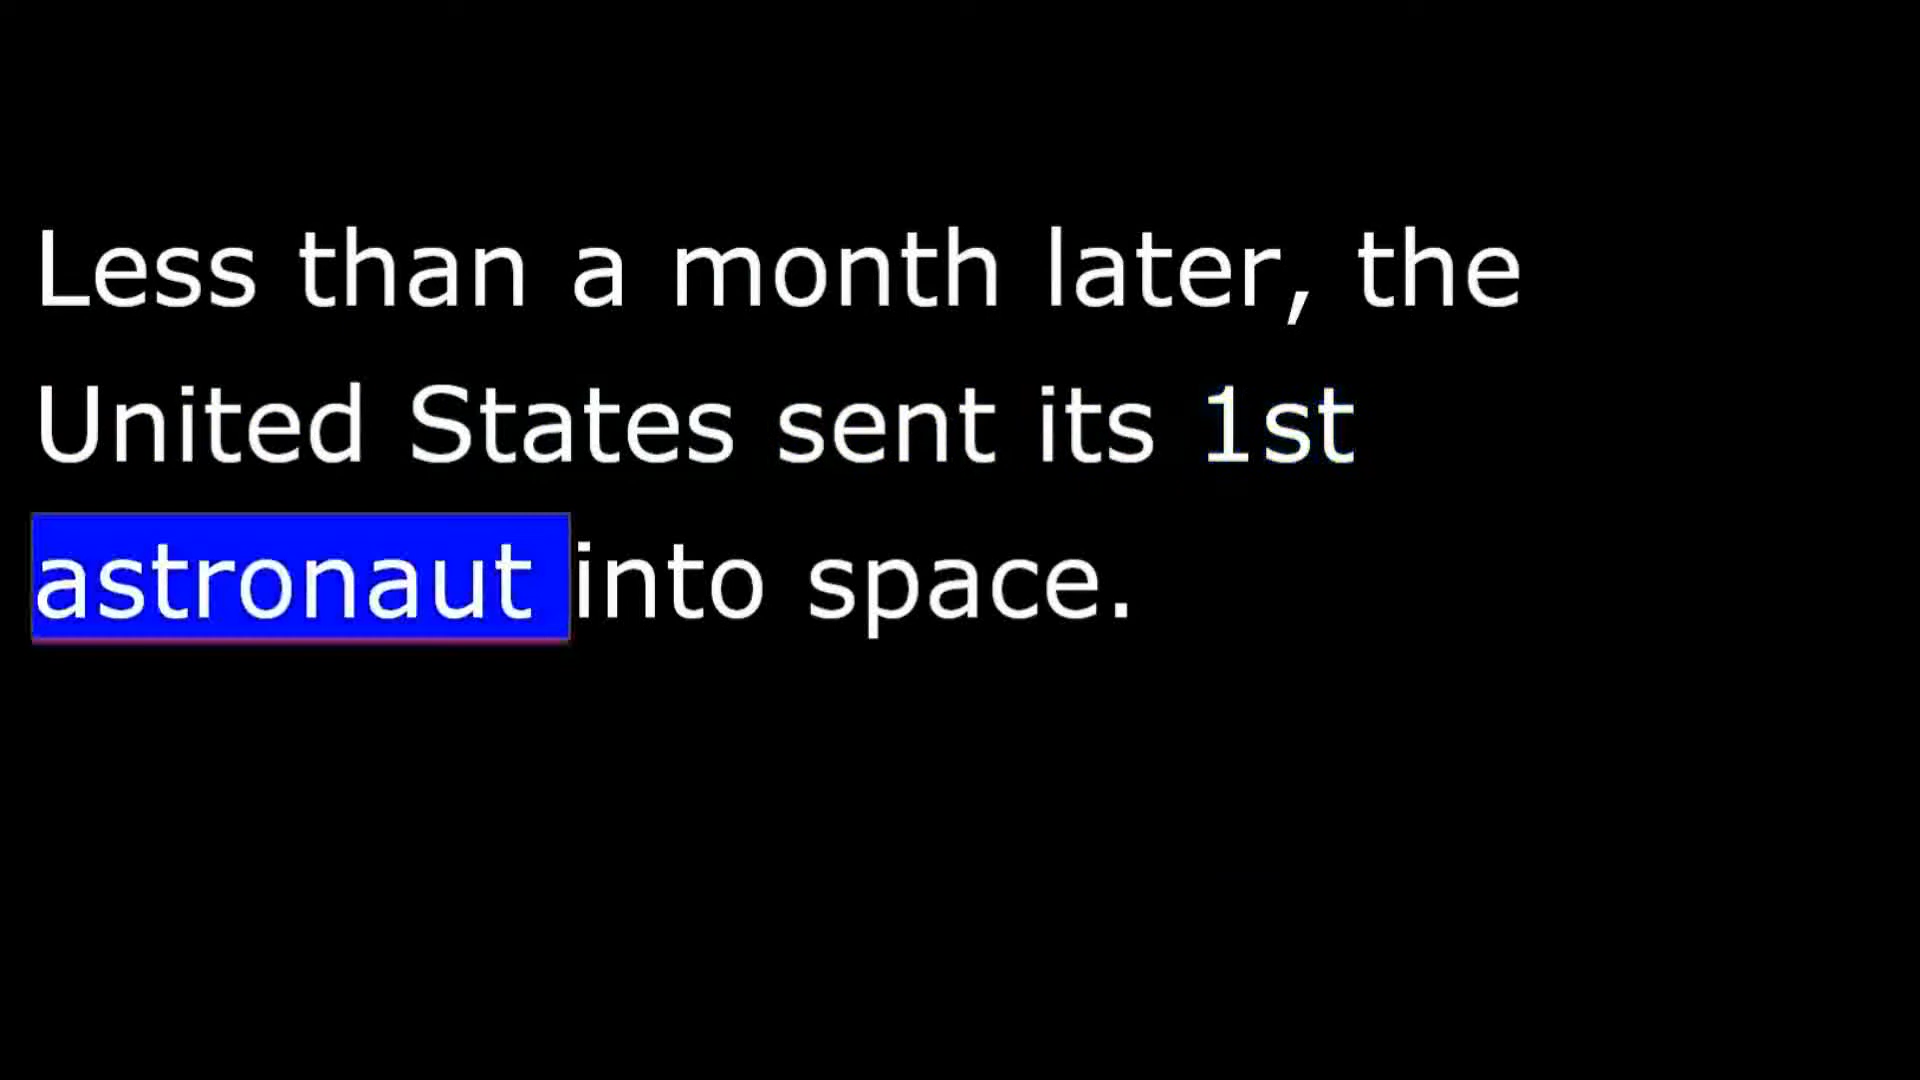 Less than a month later, the
United States sent its 1st
astronaut into space.